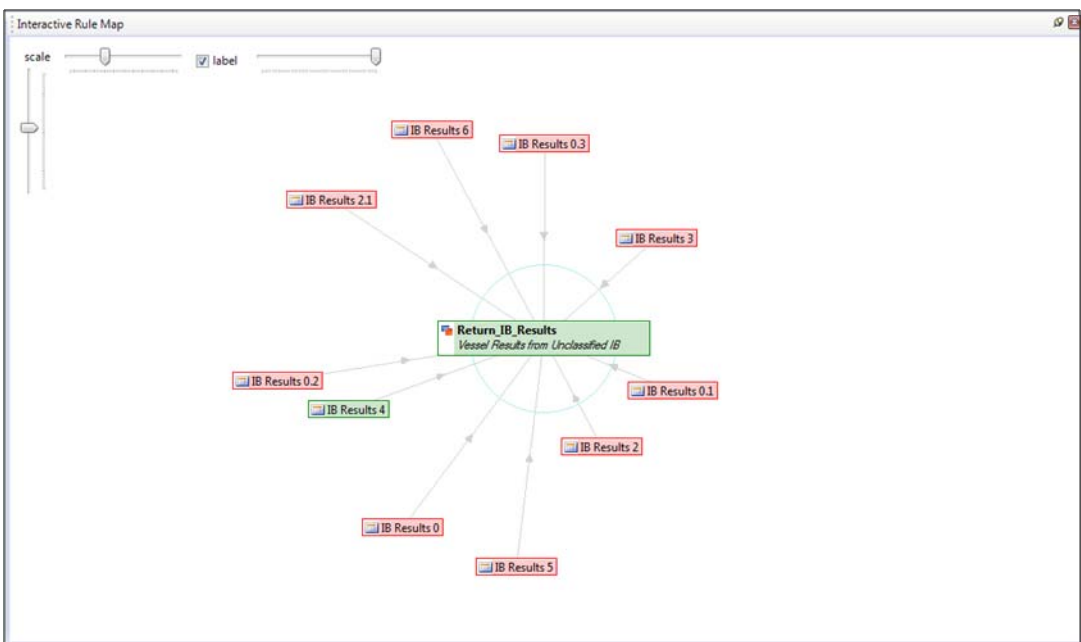 Interactive Rule Map
scale
label
IB Results 6
IB Results 0.3
IB Results 2.1
IB Results 3
Return_IB_Results
Vessel Results from Unclassified IB
IB Results 0.2
IB Results 0.1
IB Results 4
IB Results 2
IB Results 0
IB Results 5